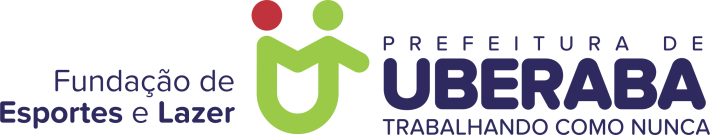 Fundação de
Esportes e Lazer
PREFEITURA DE
UBERABA
TRABALHANDO COMO NUNCA